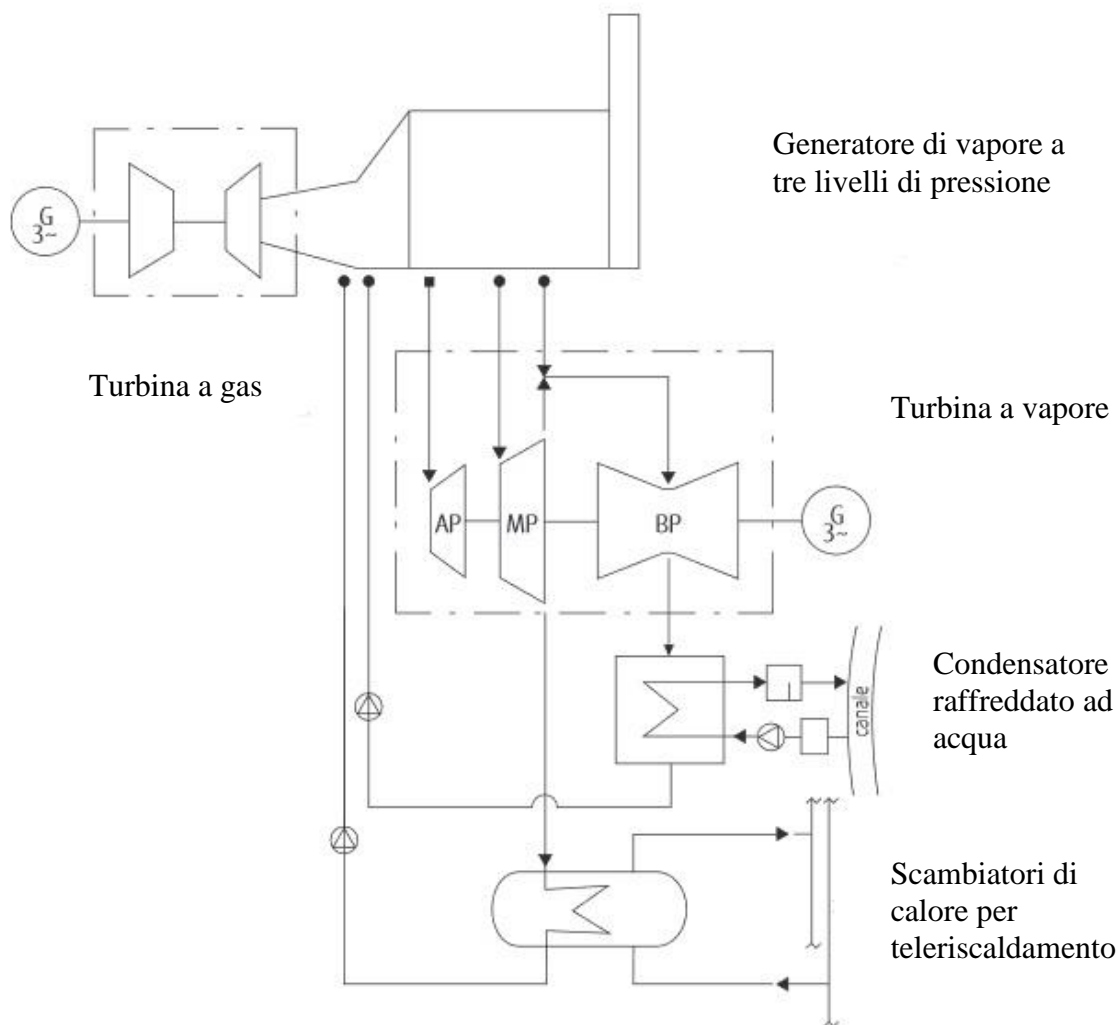 Generatore di vapore a
tre livelli di pressione
G
3~
Turbina a gas
Turbina a vapore
AP
MP
BP
G
3~
Condensatore
raffreddato ad
acqua
canale
Scambiatori di
calore per
teleriscaldamento